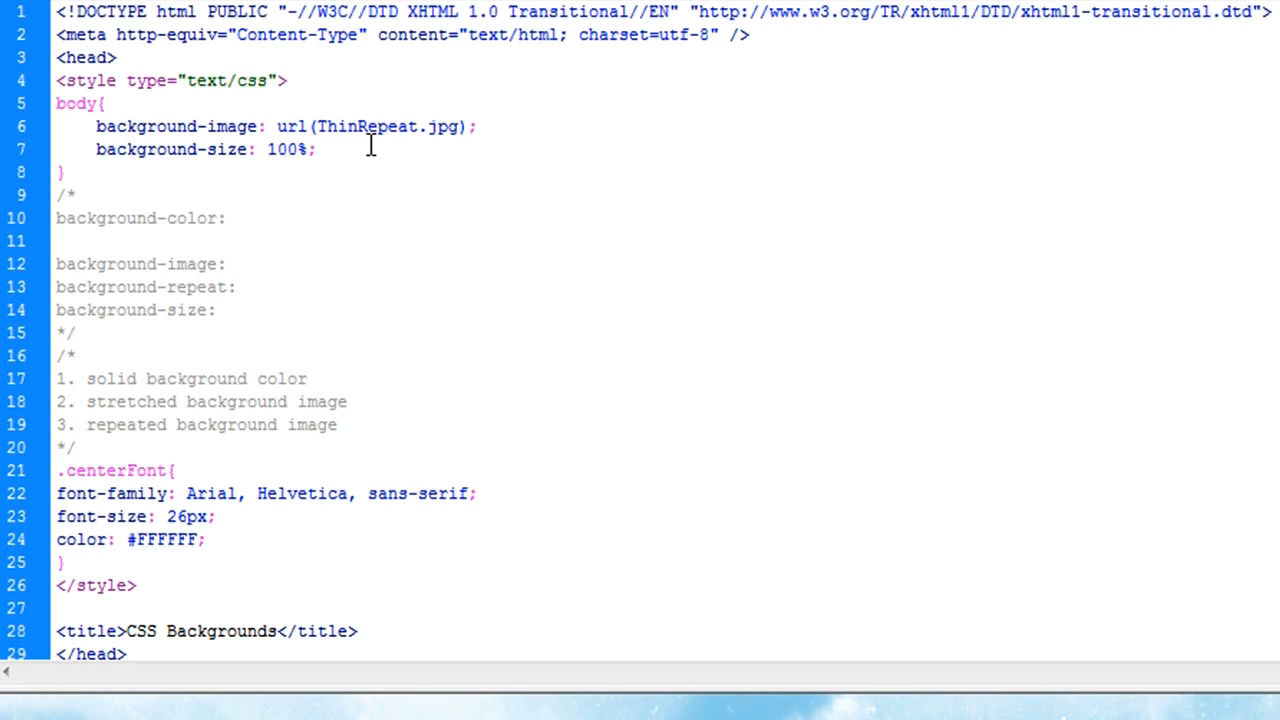 1 <!DOCTYPE html PUBLIC "-//W3C//DTD XHTML 1.0 Transitional//EN" "http://www.w3.org/TR/xhtml1/DTD/xhtml1-transitional.dtd">
2 <meta http-equiv="Content-Type" content="text/html; charset=utf-8" />
3 <head>
4 <style type="text/css">
5 body{
6     background-image: url(ThinRepeat.jpg);
7     background-size: 100%;
8 }
9 /*
10 background-color:
11
12 background-image:
13 background-repeat:
14 background-size:
15 */
16 /*
17 1. solid background color
18 2. stretched background image
19 3. repeated background image
20 */
21 .centerFont{
22 font-family: Arial, Helvetica, sans-serif;
23 font-size: 26px;
24 color: #FFFFFF;
25 }
26 </style>
27
28 <title>CSS Backgrounds</title>
29 </head>